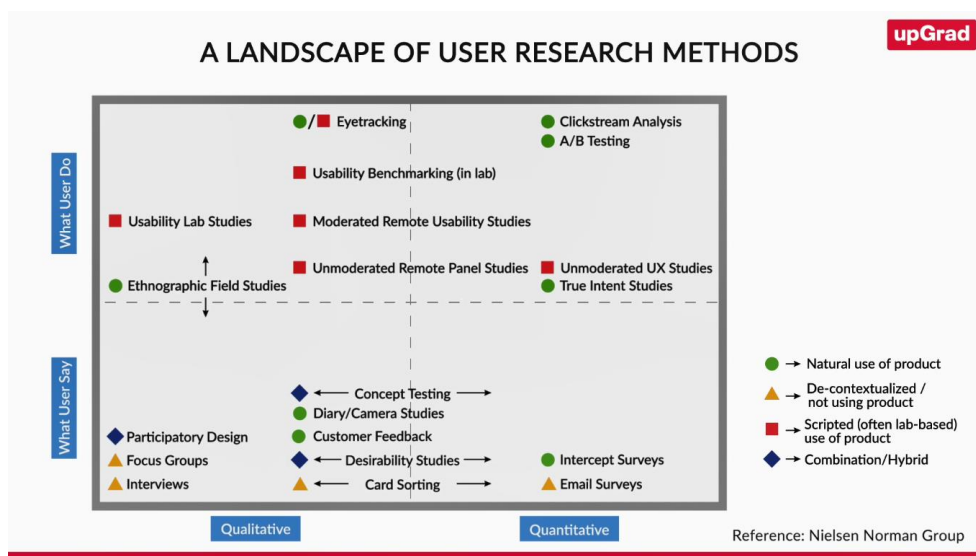 upGrad
A LANDSCAPE OF USER RESEARCH METHODS
What User Do
/ Eyetracking
Clickstream Analysis
A/B Testing
Usability Benchmarking (in lab)
Usability Lab Studies
Moderated Remote Usability Studies
Unmoderated Remote Panel Studies
Unmoderated UX Studies
Ethnographic Field Studies
True Intent Studies
What User Say
Concept Testing
Diary/Camera Studies
Participatory Design
Customer Feedback
Focus Groups
Desirability Studies
Intercept Surveys
Interviews
Card Sorting
Email Surveys
Natural use of product
De-contextualized /
not using product
Scripted (often lab-based)
use of product
Combination/Hybrid
Qualitative
Quantitative
Reference: Nielsen Norman Group